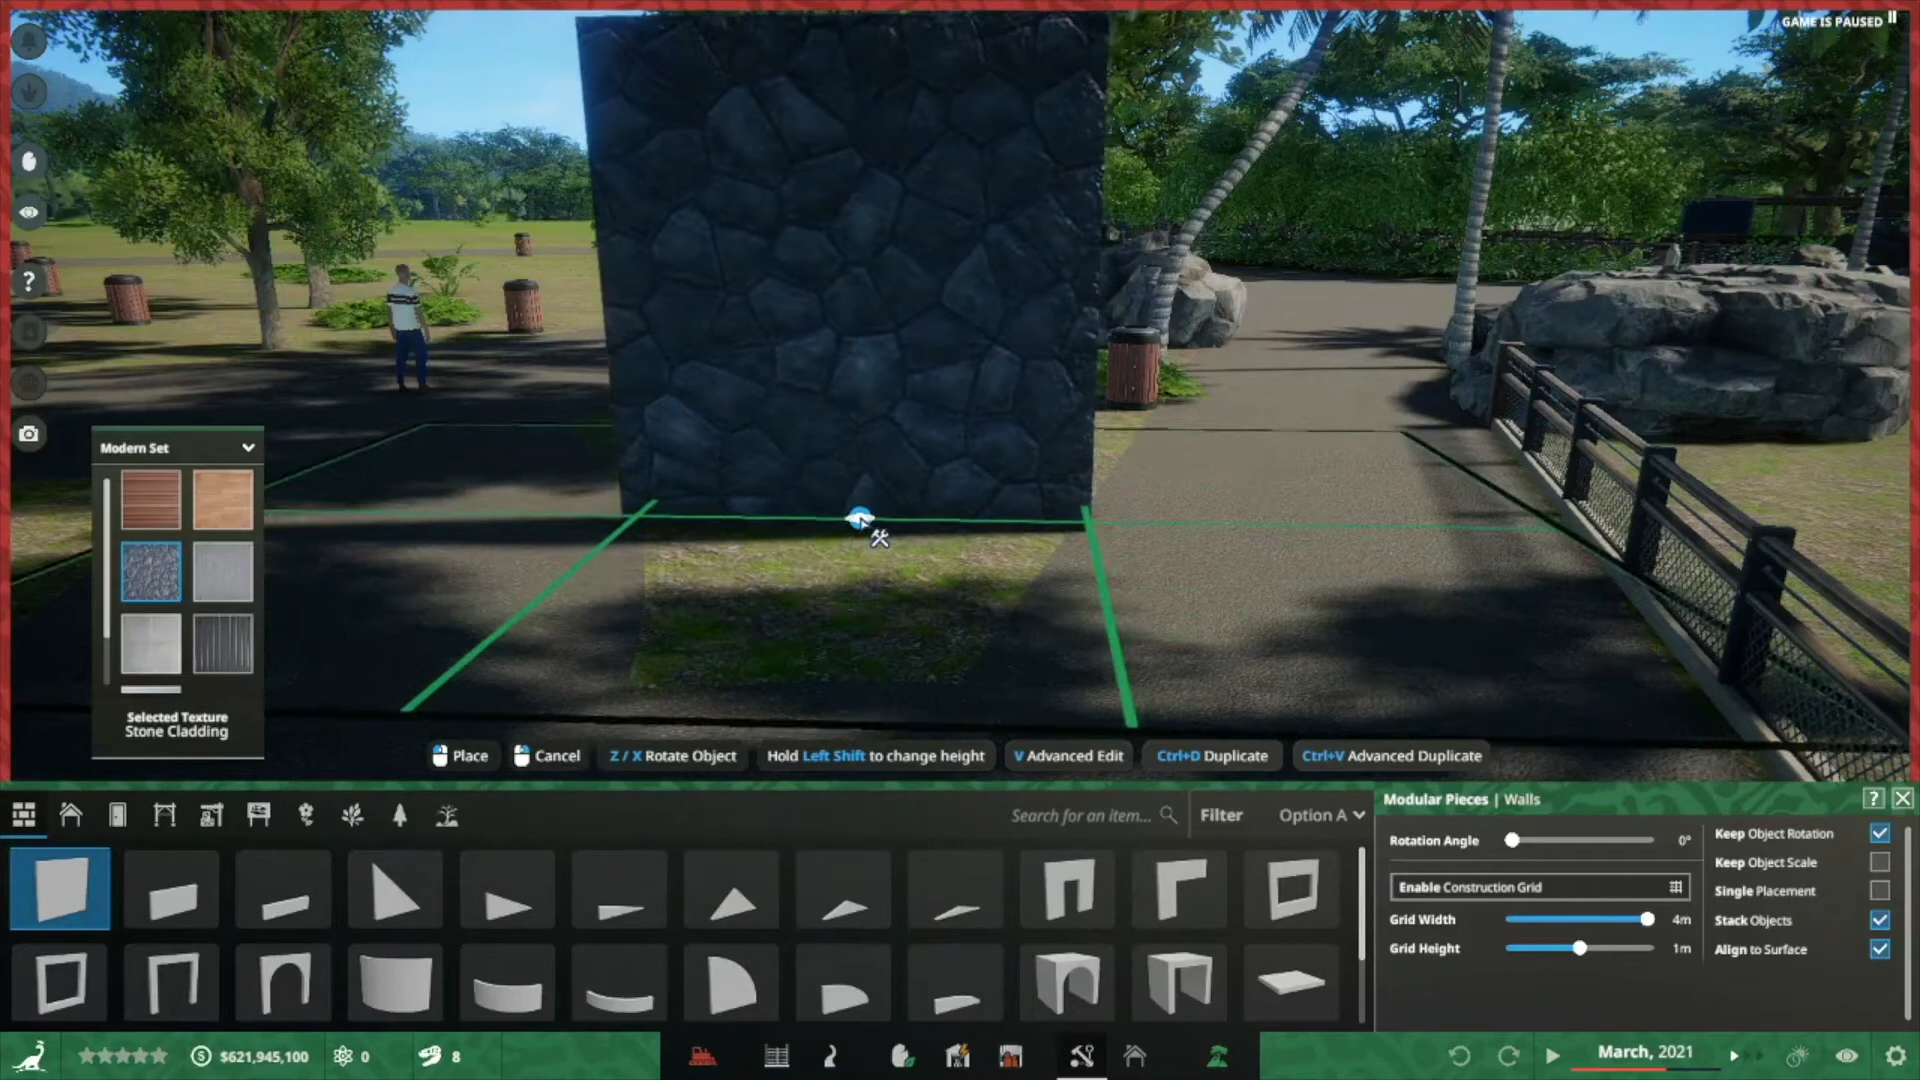 GAME IS PAUSED
?
Modern Set
Selected Texture
Stone Cladding
Place
Cancel
Z / X Rotate Object
Hold Left Shift to change height
V Advanced Edit
Ctrl+D Duplicate
Ctrl+V Advanced Duplicate
Search for an item...
Filter
Option A
Modular Pieces | Walls
?
Rotation Angle
0°
Enable Construction Grid
Grid Width
4m
Grid Height
1m
Keep Object Rotation
Keep Object Scale
Single Placement
Stack Objects
Align to Surface
$621,945,100
0
8
March, 2021